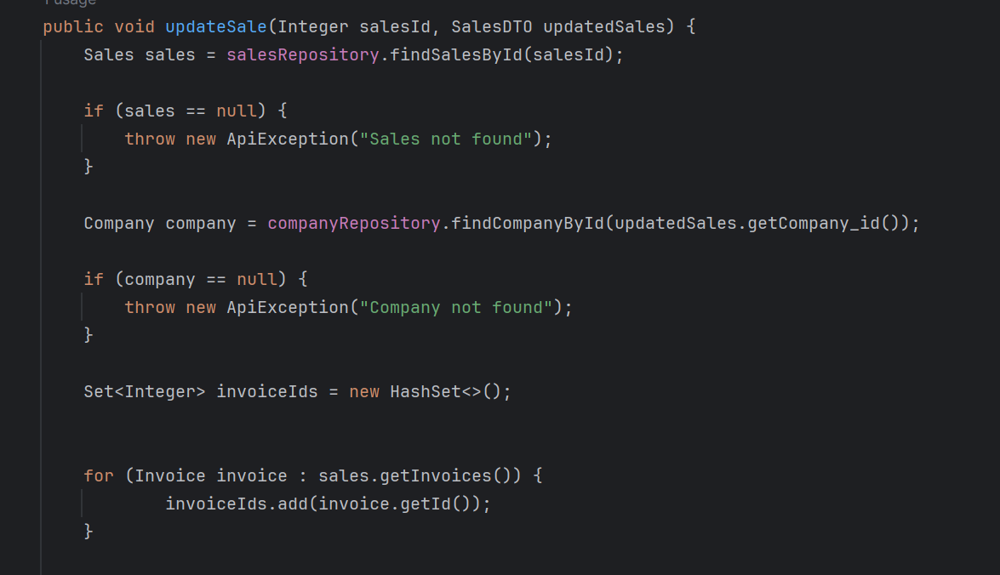 1 usage
public void updateSale(Integer salesId, SalesDTO updatedSales) {
Sales sales = salesRepository.findSalesById(salesId);
if (sales == null) {
throw new ApiException("Sales not found");
}
Company company = companyRepository.findCompanyById(updatedSales.getCompany_id());
if (company == null) {
throw new ApiException("Company not found");
}
Set<Integer> invoiceIds = new HashSet<>();
for (Invoice invoice : sales.getInvoices()) {
invoiceIds.add(invoice.getId());
}